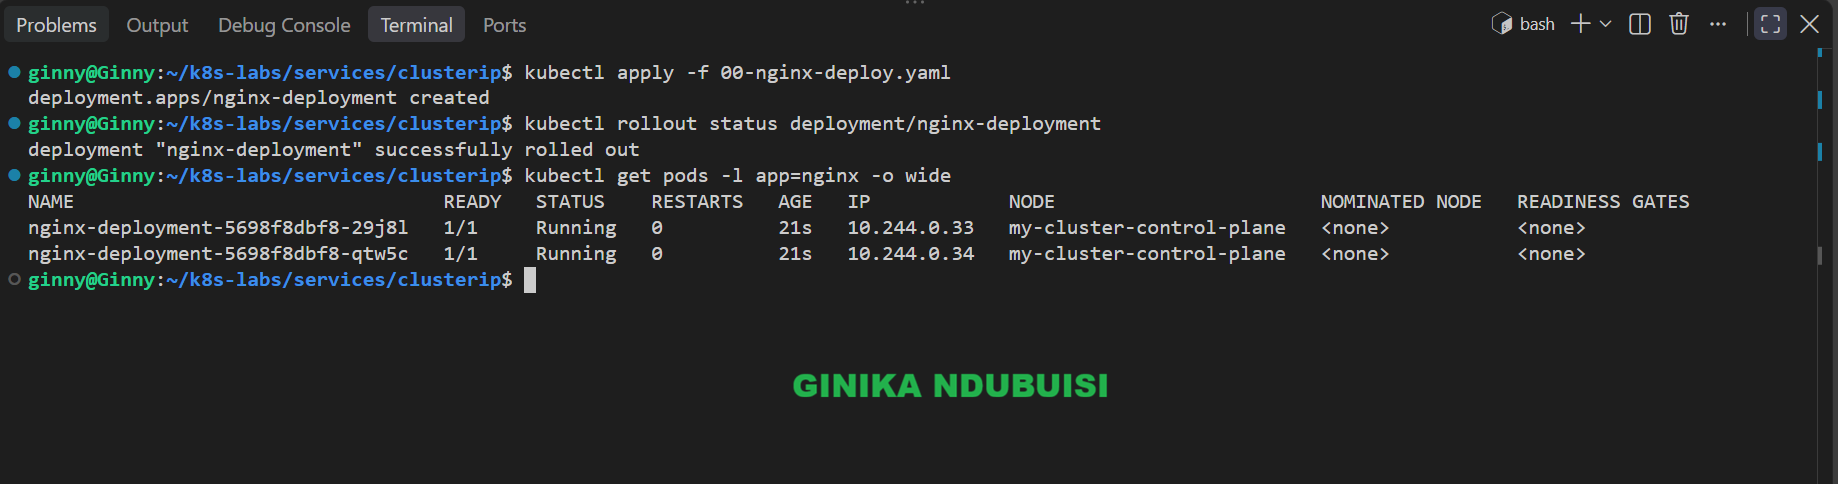 Problems Output Debug Console Terminal Ports bash
ginny@Ginny:~/k8s-labs/services/clusterip$ kubectl apply -f 00-nginx-deploy.yaml
deployment.apps/nginx-deployment created
ginny@Ginny:~/k8s-labs/services/clusterip$ kubectl rollout status deployment/nginx-deployment
deployment "nginx-deployment" successfully rolled out
ginny@Ginny:~/k8s-labs/services/clusterip$ kubectl get pods -l app=nginx -o wide
NAME READY STATUS RESTARTS AGE IP NODE NOMINATED NODE READINESS GATES
nginx-deployment-5698f8dbf8-29j8l 1/1 Running 0 21s 10.244.0.33 my-cluster-control-plane <none> <none>
nginx-deployment-5698f8dbf8-qtw5c 1/1 Running 0 21s 10.244.0.34 my-cluster-control-plane <none> <none>
ginny@Ginny:~/k8s-labs/services/clusterip$
GINIKA NDUBUISI